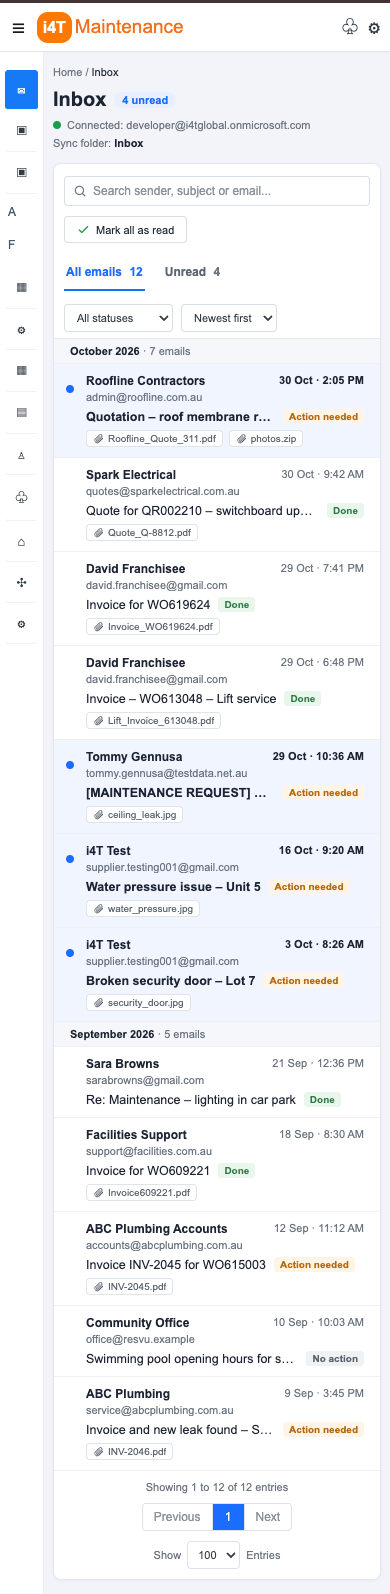 i4T Maintenance
Home / Inbox
Inbox 4 unread
Connected: developer@i4tglobal.onmicrosoft.com
Sync folder: Inbox
Search sender, subject or email...
Mark all as read
A
All emails 12 Unread 4
F
All statuses Newest first
October 2026 · 7 emails
Roofline Contractors 30 Oct · 2:05 PM
admin@roofline.com.au
Quotation – roof membrane r... Action needed
Roofline_Quote_311.pdf photos.zip
Spark Electrical 30 Oct · 9:42 AM
quotes@sparkelectrical.com.au
Quote for QR002210 – switchboard up... Done
Quote_Q-8812.pdf
David Franchisee 29 Oct · 7:41 PM
david.franchisee@gmail.com
Invoice for WO619624 Done
Invoice_WO619624.pdf
David Franchisee 29 Oct · 6:48 PM
david.franchisee@gmail.com
Invoice – WO613048 – Lift service Done
Lift_Invoice_613048.pdf
Tommy Gennusa 29 Oct · 10:36 AM
tommy.gennusa@testdata.net.au
[MAINTENANCE REQUEST] ... Action needed
ceiling_leak.jpg
i4T Test 16 Oct · 9:20 AM
supplier.testing001@gmail.com
Water pressure issue – Unit 5 Action needed
water_pressure.jpg
i4T Test 3 Oct · 8:26 AM
supplier.testing001@gmail.com
Broken security door – Lot 7 Action needed
security_door.jpg
September 2026 · 5 emails
Sara Browns 21 Sep · 12:36 PM
sarabrowns@gmail.com
Re: Maintenance – lighting in car park Done
Facilities Support 18 Sep · 8:30 AM
support@facilities.com.au
Invoice for WO609221 Done
Invoice609221.pdf
ABC Plumbing Accounts 12 Sep · 11:12 AM
accounts@abcplumbing.com.au
Invoice INV-2045 for WO615003 Action needed
INV-2045.pdf
Community Office 10 Sep · 10:03 AM
office@resvu.example
Swimming pool opening hours for s... No action
ABC Plumbing 9 Sep · 3:45 PM
service@abcplumbing.com.au
Invoice and new leak found – S... Action needed
INV-2046.pdf
Showing 1 to 12 of 12 entries
Previous 1 Next
Show 100 Entries